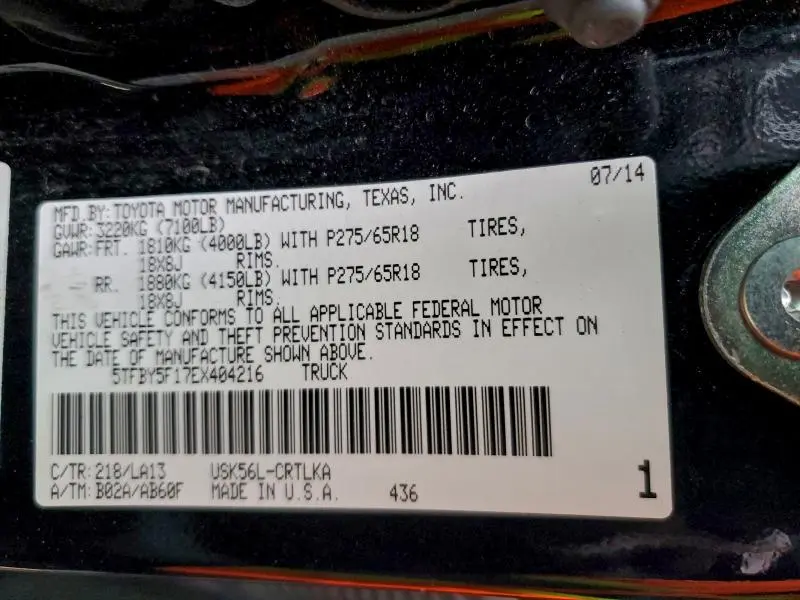 07/14
MFD.BY:TOYOTA MOTOR MANUFACTURING, TEXAS, INC.
GVWR:3220KG (7100LB)
GAWR:FRT. 1810KG (4000LB) WITH P275/65R18 TIRES,
18X8J RIMS.
RR. 1880KG (4150LB) WITH P275/65R18 TIRES,
18X8J RIMS.
THIS VEHICLE CONFORMS TO ALL APPLICABLE FEDERAL MOTOR
VEHICLE SAFETY AND THEFT PREVENTION STANDARDS IN EFFECT ON
THE DATE OF MANUFACTURE SHOWN ABOVE.
5TFBY5F17EX404216 TRUCK
C/TR:218/LA13 USK56L-CRTLKA
A/TM:B02A/AB60F MADE IN U.S.A. 436 1